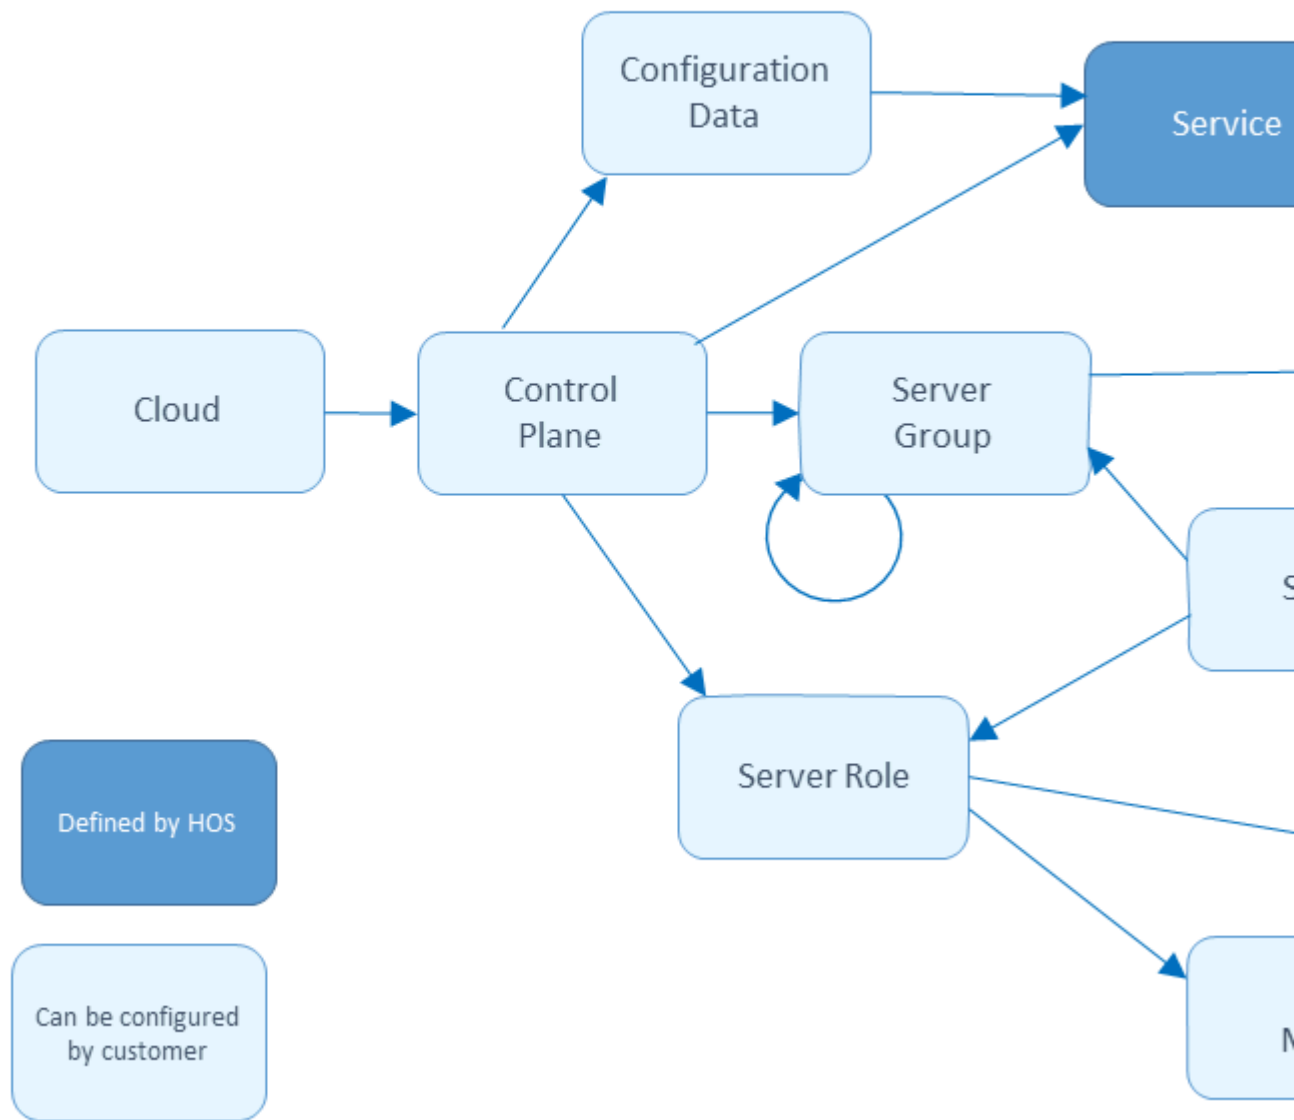 Configuration
Data
Service
Cloud
Control
Plane
Server
Group
S
Server Role
Defined by HOS
Can be configured
by customer